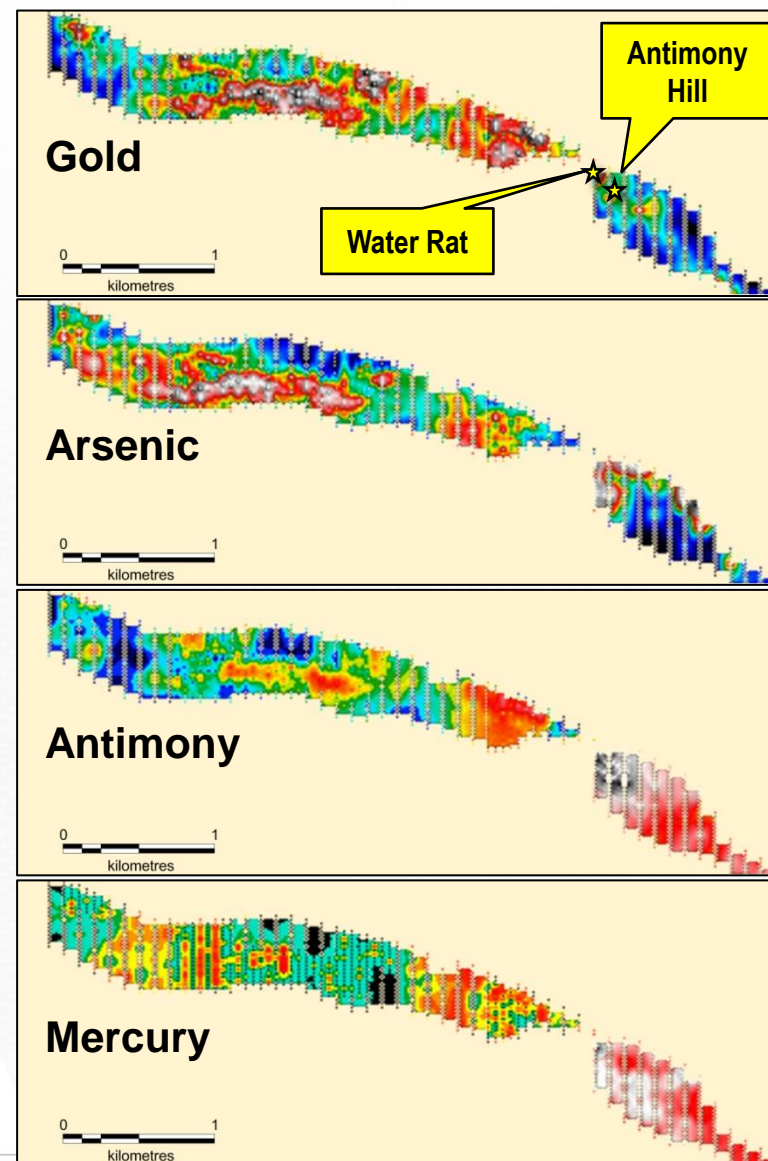 Antimony
Hill
Gold
Water Rat
0 1
kilometres
Arsenic
0 1
kilometres
Antimony
0 1
kilometres
Mercury
0 1
kilometres